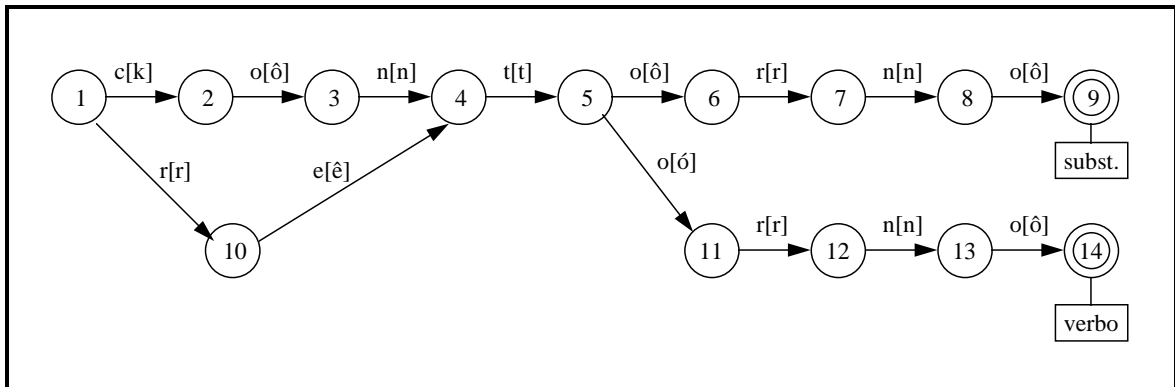 c[k] o[ô] n[n] t[t] o[ô] r[r] n[n] o[ô]
1 2 3 4 5 6 7 8 9
subst.
r[r] e[ê] o[ó]
r[r] n[n] o[ô]
10 11 12 13 14
verbo